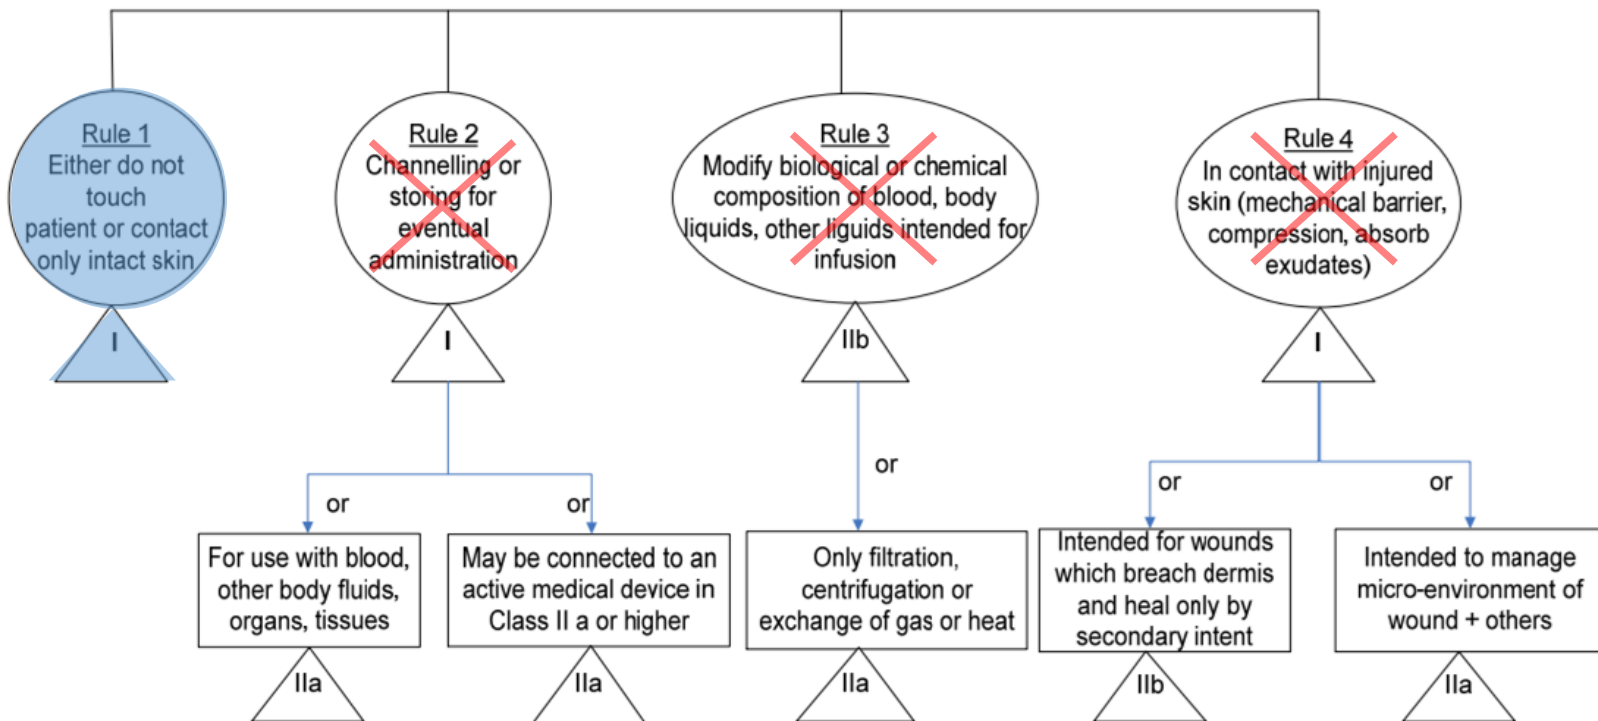 Rule 1
Either do not
touch
patient or contact
only intact skin
I
Rule 2
Channelling or
storing for
eventual
administration
I
Rule 3
Modify biological or chemical
composition of blood, body
liquids, other liguids intended for
infusion
IIb
Rule 4
In contact with injured
skin (mechanical barrier,
compression, absorb
exudates)
I
or
or
or
or
or
For use with blood,
other body fluids,
organs, tissues
IIa
May be connected to an
active medical device in
Class II a or higher
IIa
Only filtration,
centrifugation or
exchange of gas or heat
IIa
Intended for wounds
which breach dermis
and heal only by
secondary intent
IIb
Intended to manage
micro-environment of
wound + others
IIa